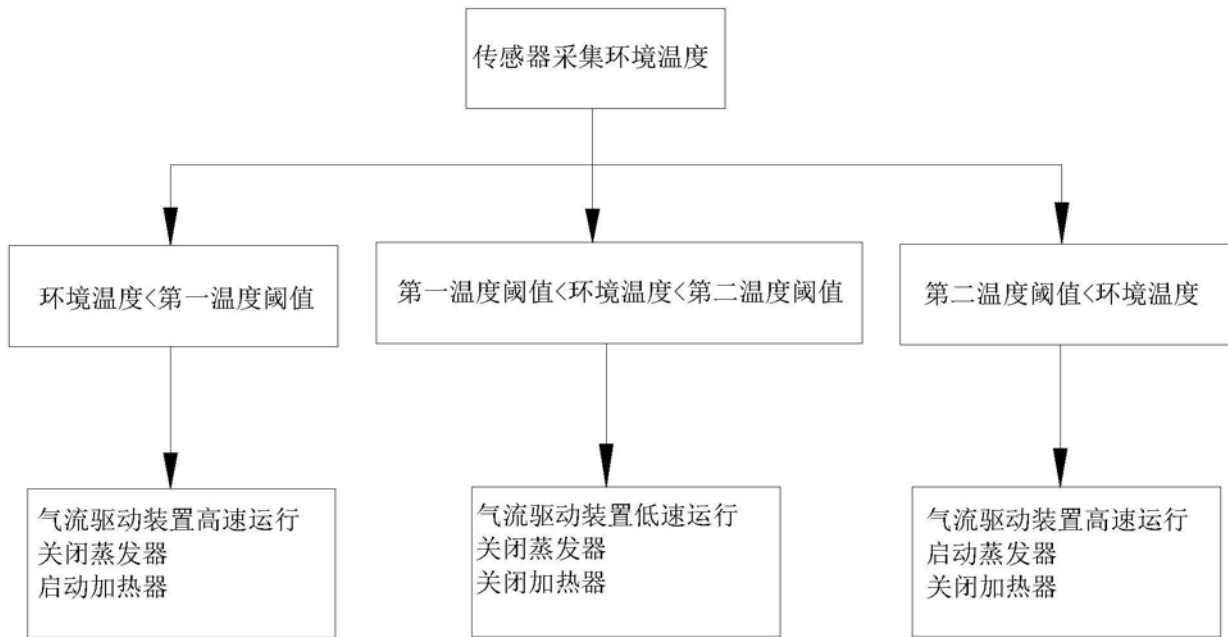 传感器采集环境温度
环境温度<第一温度阈值
第一温度阈值<环境温度<第二温度阈值
第二温度阈值<环境温度
气流驱动装置高速运行
关闭蒸发器
启动加热器
气流驱动装置低速运行
关闭蒸发器
关闭加热器
气流驱动装置高速运行
启动蒸发器
关闭加热器